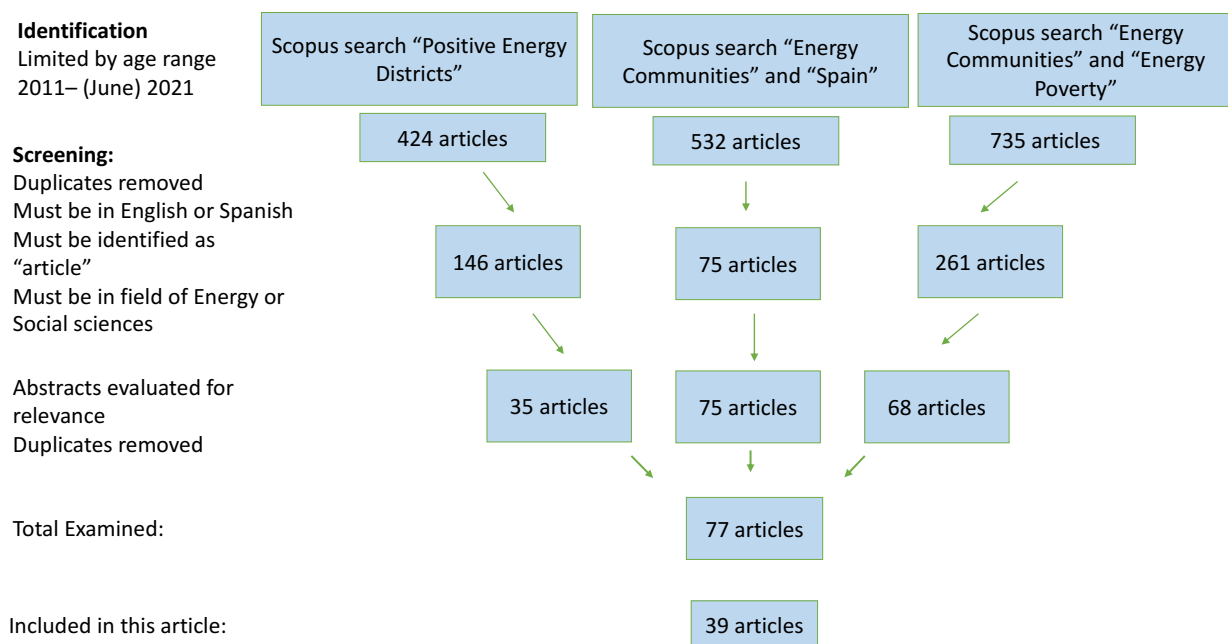 Identification
Limited by age range
2011– (June) 2021
Scopus search “Positive Energy
Districts”
Scopus search “Energy
Communities” and “Spain”
Scopus search “Energy
Communities” and “Energy
Poverty”
424 articles
532 articles
735 articles
Screening:
Duplicates removed
Must be in English or Spanish
Must be identified as
“article”
Must be in field of Energy or
Social sciences
146 articles
75 articles
261 articles
Abstracts evaluated for
relevance
Duplicates removed
35 articles
75 articles
68 articles
Total Examined:
77 articles
Included in this article:
39 articles